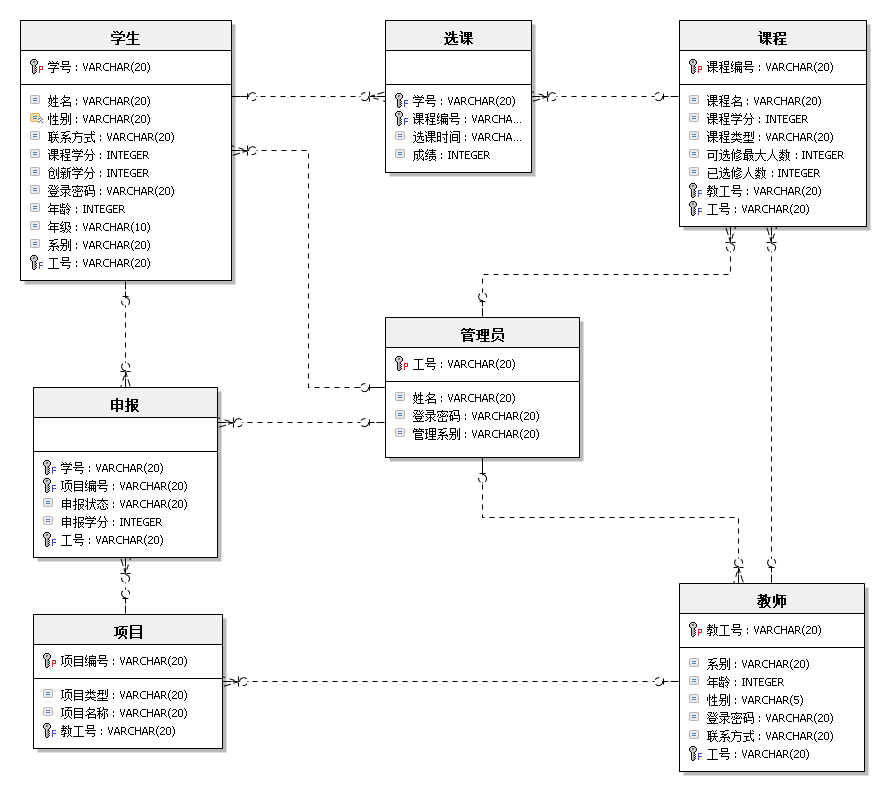 学生
学号 : VARCHAR(20)
姓名 : VARCHAR(20)
性别 : VARCHAR(20)
联系方式 : VARCHAR(20)
课程学分 : INTEGER
创新学分 : INTEGER
登录密码 : VARCHAR(20)
年龄 : INTEGER
年级 : VARCHAR(10)
系别 : VARCHAR(20)
工号 : VARCHAR(20)
选课
学号 : VARCHAR(20)
课程编号 : VARCHA...
选课时间 : VARCHA...
成绩 : INTEGER
课程
课程编号 : VARCHAR(20)
课程名 : VARCHAR(20)
课程学分 : INTEGER
课程类型 : VARCHAR(20)
可选修最大人数 : INTEGER
已选修人数 : INTEGER
教工号 : VARCHAR(20)
工号 : VARCHAR(20)
管理员
工号 : VARCHAR(20)
姓名 : VARCHAR(20)
登录密码 : VARCHAR(20)
管理系别 : VARCHAR(20)
申报
学号 : VARCHAR(20)
项目编号 : VARCHAR(20)
申报状态 : VARCHAR(20)
申报学分 : INTEGER
工号 : VARCHAR(20)
项目
项目编号 : VARCHAR(20)
项目类型 : VARCHAR(20)
项目名称 : VARCHAR(20)
教工号 : VARCHAR(20)
教师
教工号 : VARCHAR(20)
系别 : VARCHAR(20)
年龄 : INTEGER
性别 : VARCHAR(5)
登录密码 : VARCHAR(20)
联系方式 : VARCHAR(20)
工号 : VARCHAR(20)